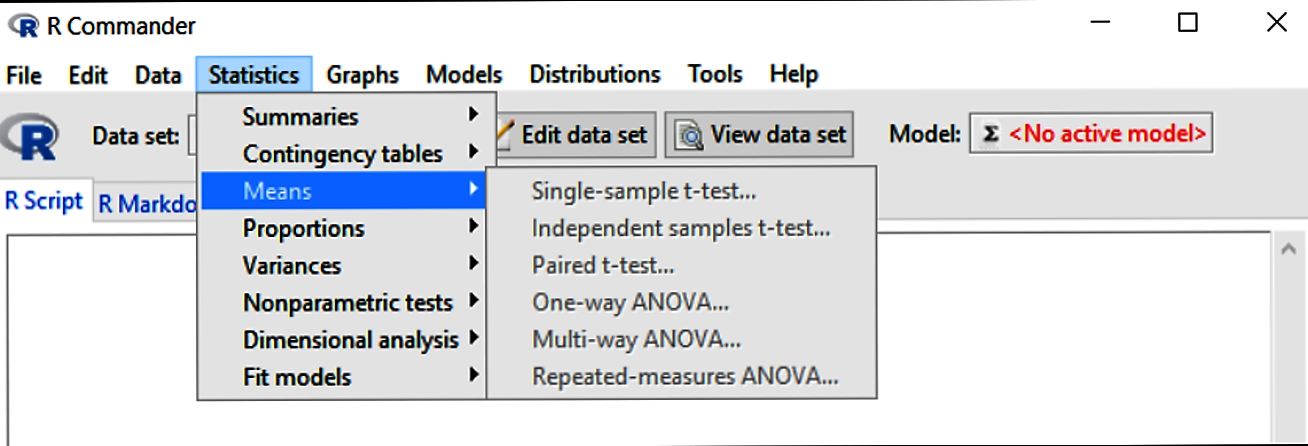 R R Commander
File Edit Data Statistics Graphs Models Distributions Tools Help
R Data set: Edit data set View data set Model: Σ <No active model>
R Script R Markdo
Summaries
Contingency tables
Means
Proportions
Variances
Nonparametric tests
Dimensional analysis
Fit models
Single-sample t-test...
Independent samples t-test...
Paired t-test...
One-way ANOVA...
Multi-way ANOVA...
Repeated-measures ANOVA...